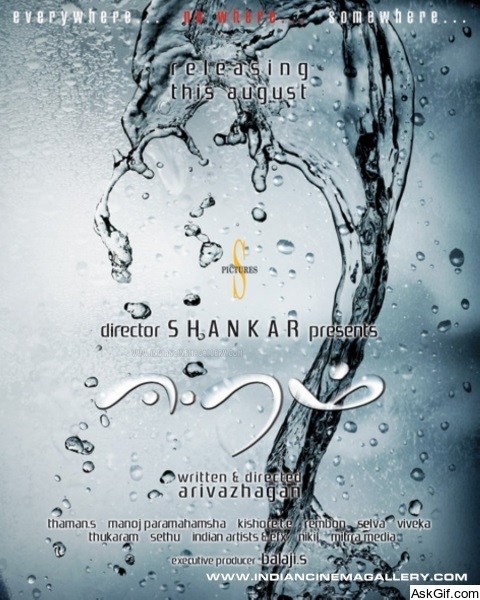 everywhere... no where... somewhere...
releasing
this august
S
PICTURES
director SHANKAR presents
ஈரம்
written & directed
arivazhagan
thaman.s manoj paramahamsha kishore t.e rembon selva viveka
thukaram sethu indian artists & efx nikil mitra media
executive producer balaji.s
WWW.INDIANCINEMAGALLERY.COM
AskGif.com